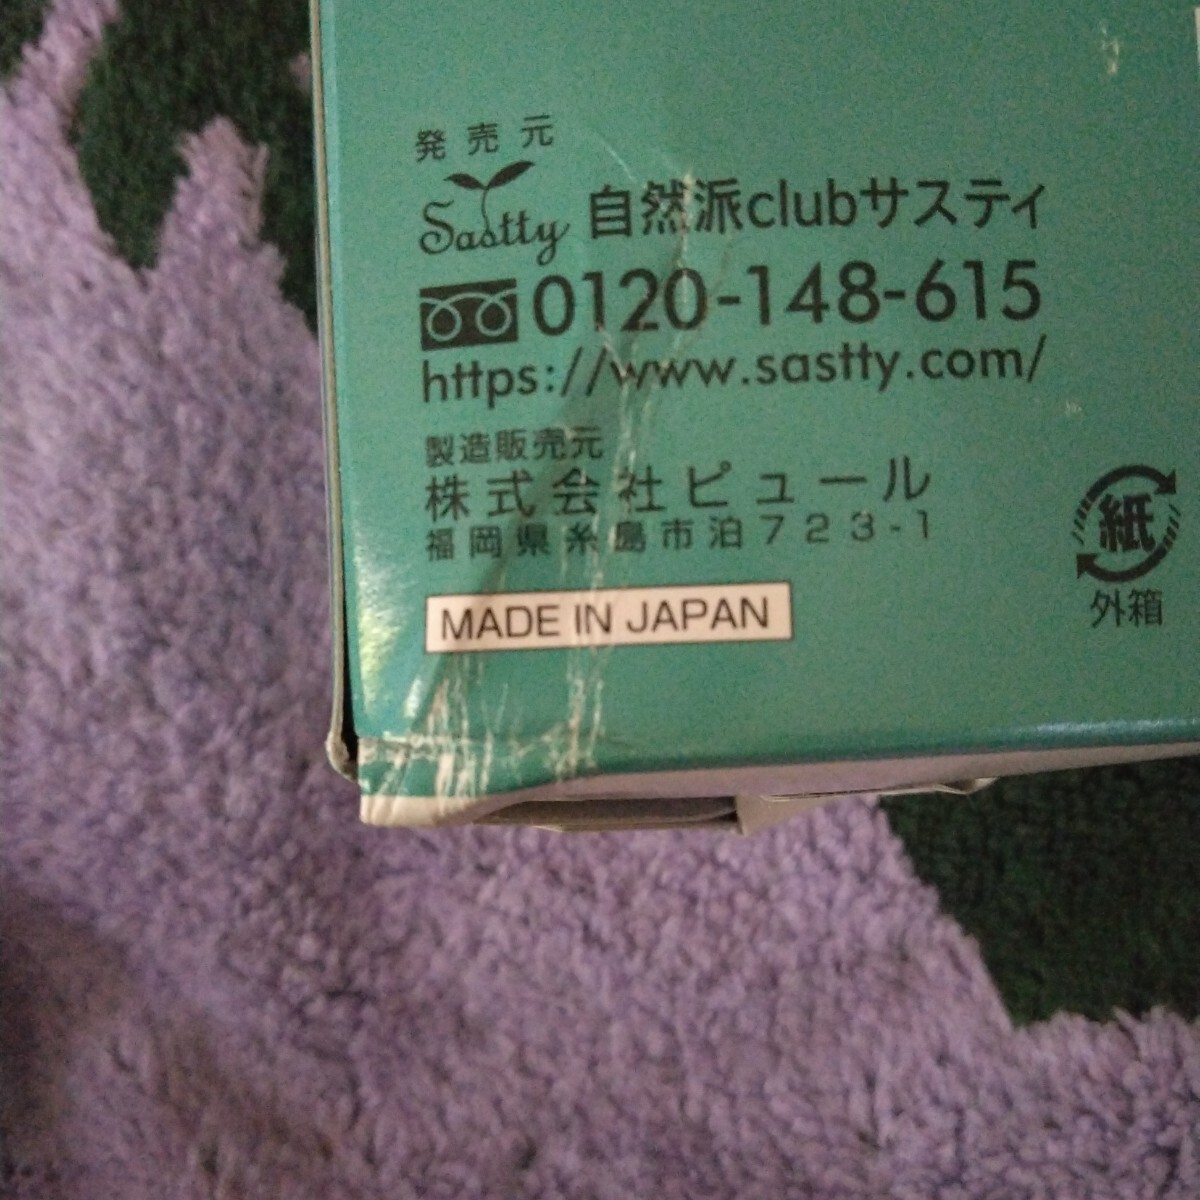 発売元
Sastty 自然派clubサスティ
0120-148-615
https://www.sastty.com/
製造販売元
株式会社ピュール
福岡県糸島市泊723-1
MADE IN JAPAN
紙
外箱